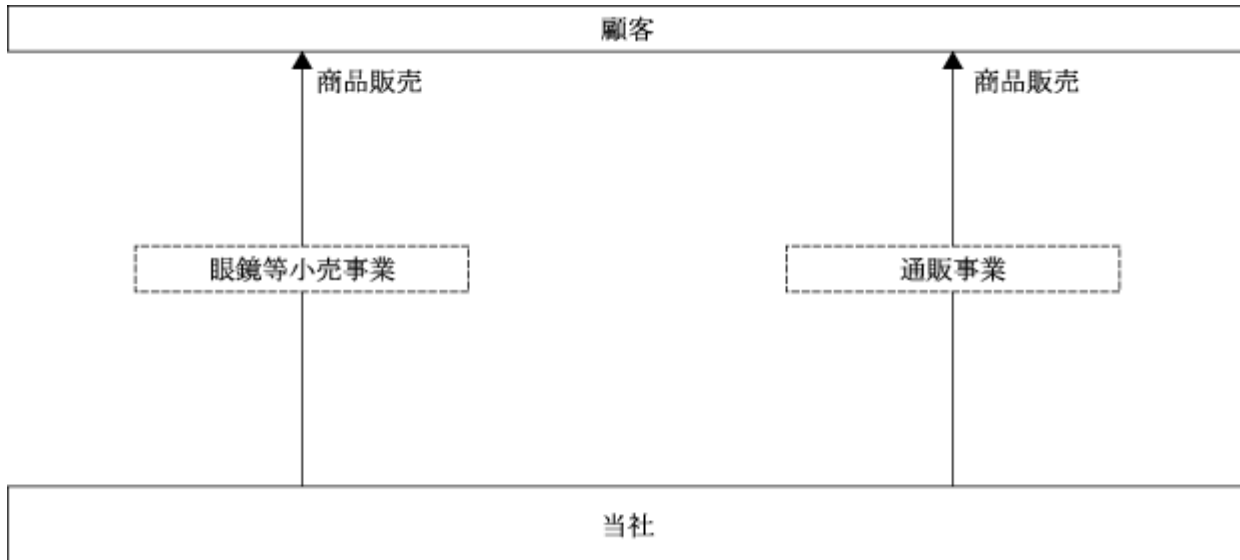 顧客
商品販売
商品販売
眼鏡等小売事業
通販事業
当社